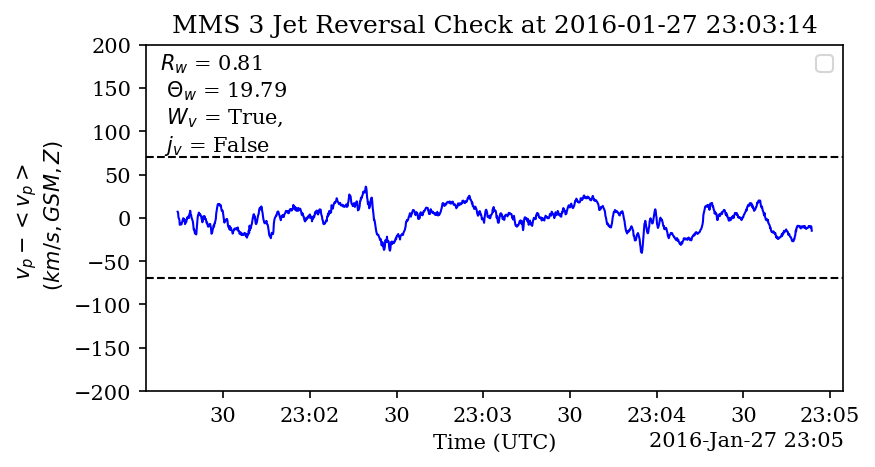 MMS 3 Jet Reversal Check at 2016-01-27 23:03:14
R_w = 0.81
Θ_w = 19.79
W_v = True,
j_v = False
200
150
100
50
0
−50
−100
−150
−200
v_p − < v_p >
(km/s, GSM, Z)
30 23:02 30 23:03 30 23:04 30 23:05
Time (UTC)
2016-Jan-27 23:05